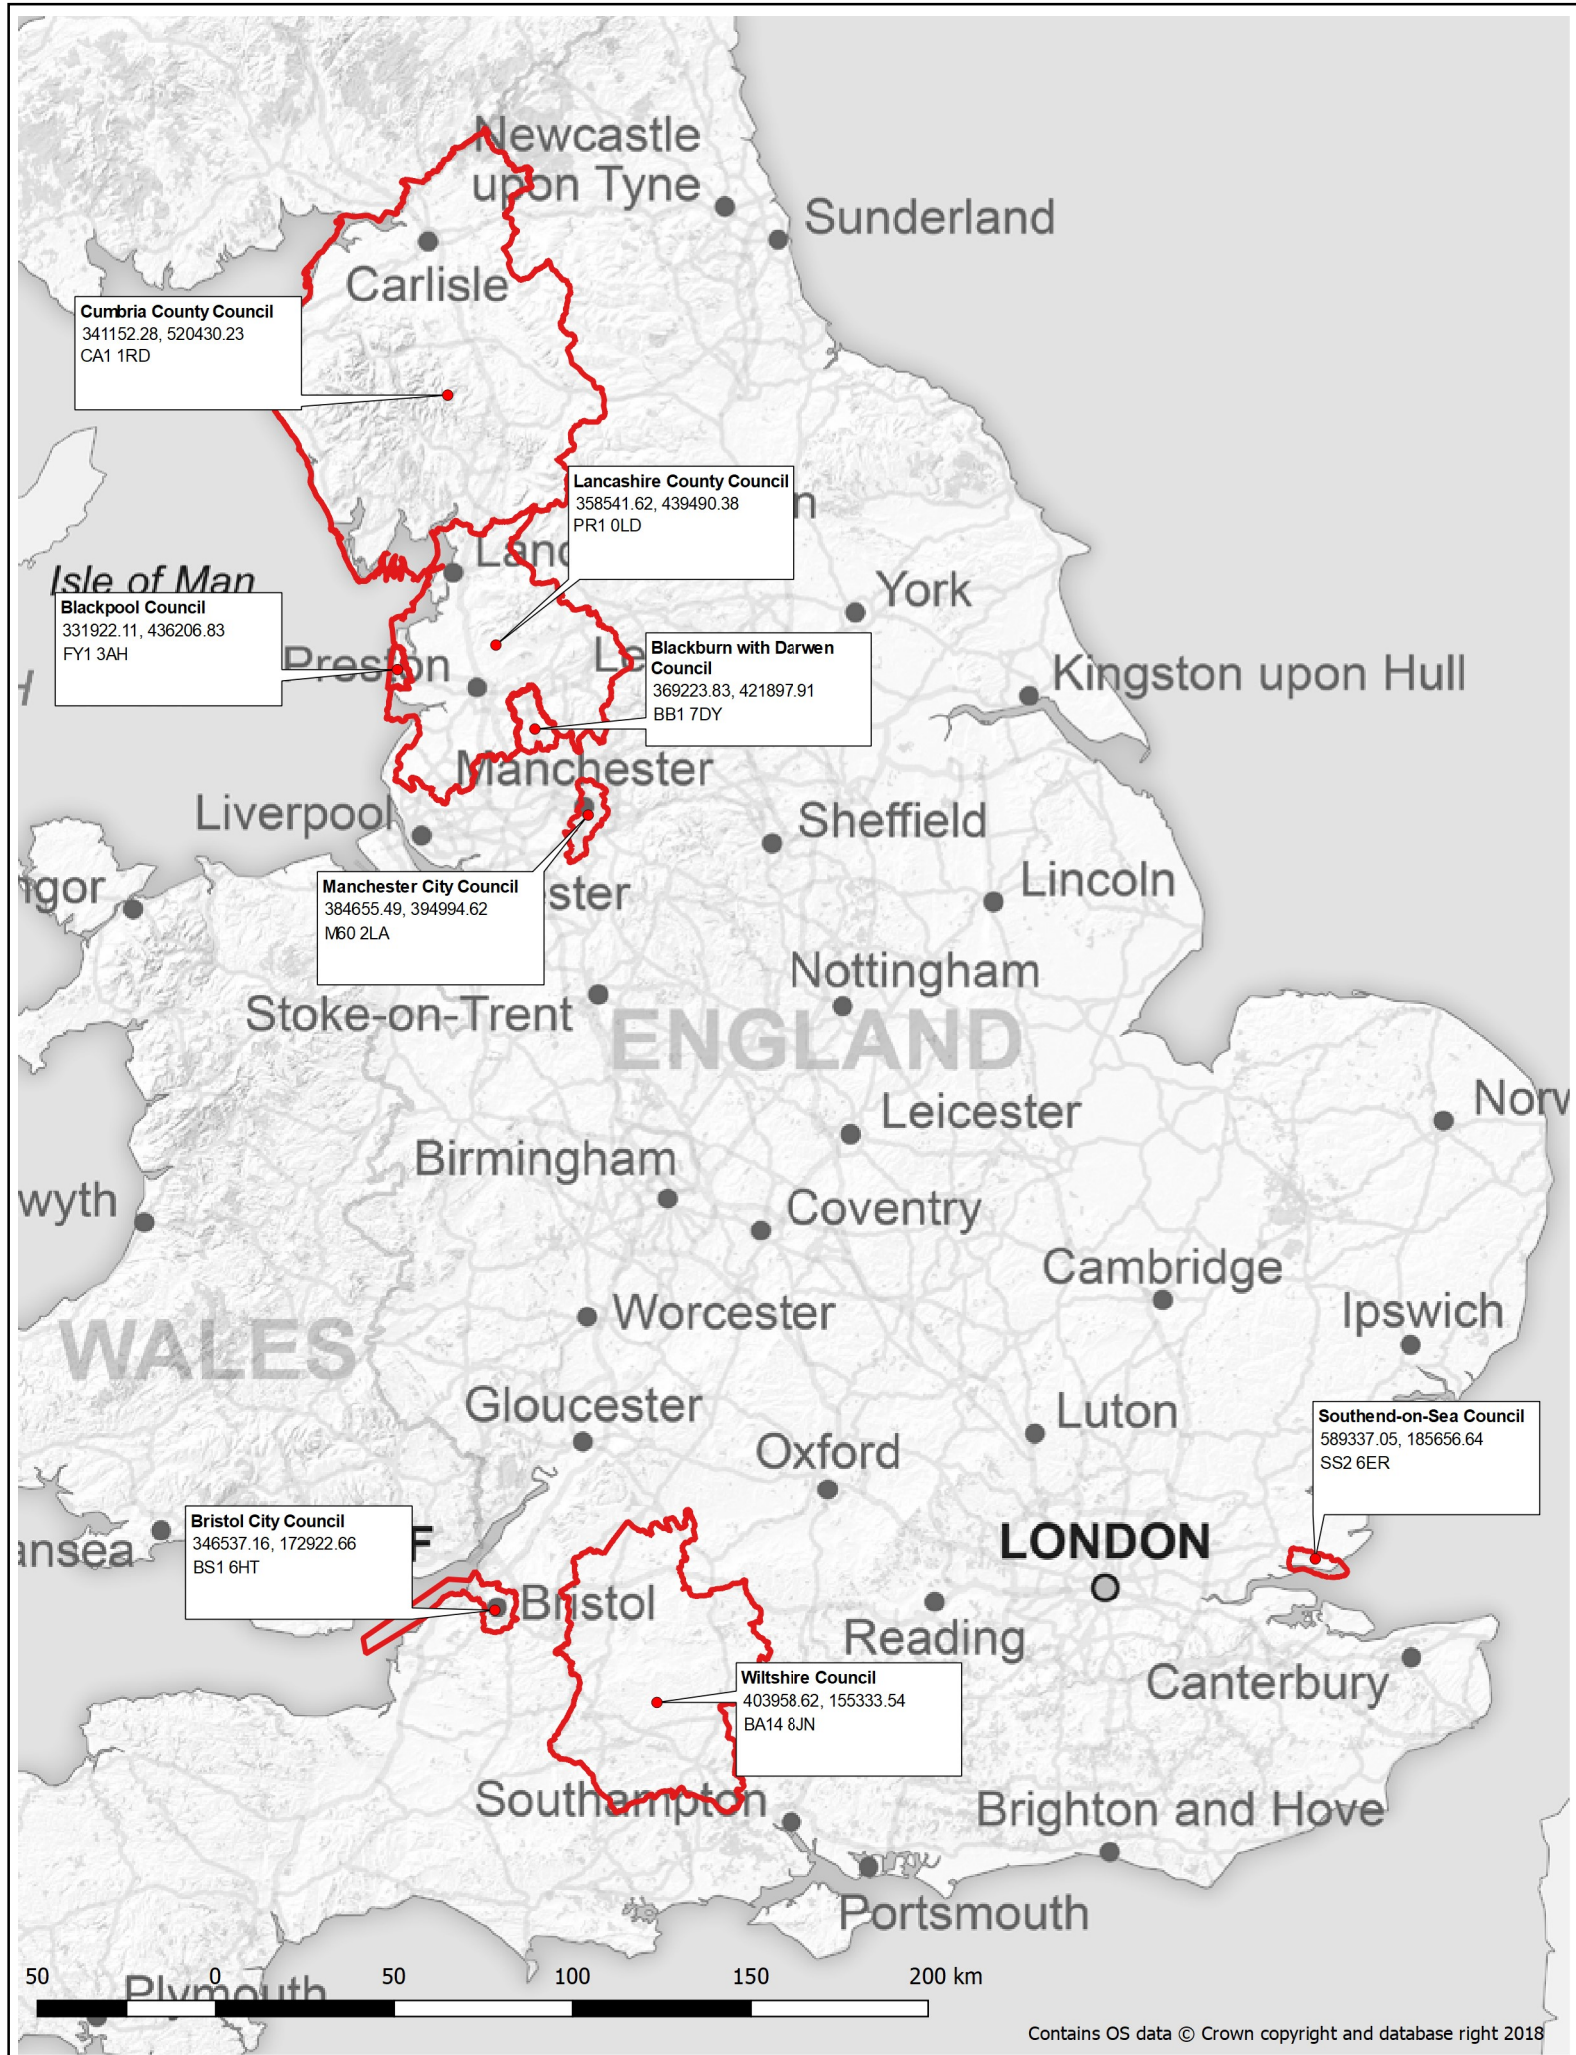 Newcastle
upon Tyne
Sunderland
Carlisle
Cumbria County Council
341152.28, 520430.23
CA1 1RD
Lancashire County Council
358541.62, 439490.38
PR1 0LD
Isle of Man
York
Blackpool Council
331922.11, 436206.83
FY1 3AH
Preston
Blackburn with Darwen
Council
369223.83, 421897.91
BB1 7DY
Kingston upon Hull
Manchester
Liverpool
Sheffield
Manchester City Council
384655.49, 394994.62
M60 2LA
Lincoln
Nottingham
Stoke-on-Trent
ENGLAND
Leicester
Birmingham
Coventry
Cambridge
Ipswich
Worcester
WALES
Gloucester
Luton
Oxford
Southend-on-Sea Council
589337.05, 185656.64
SS2 6ER
Bristol City Council
346537.16, 172922.66
BS1 6HT
LONDON
Bristol
Reading
Canterbury
Wiltshire Council
403958.62, 155333.54
BA14 8JN
Southampton
Brighton and Hove
Portsmouth
50 0 50 100 150 200 km
Plymouth
Contains OS data © Crown copyright and database right 2018